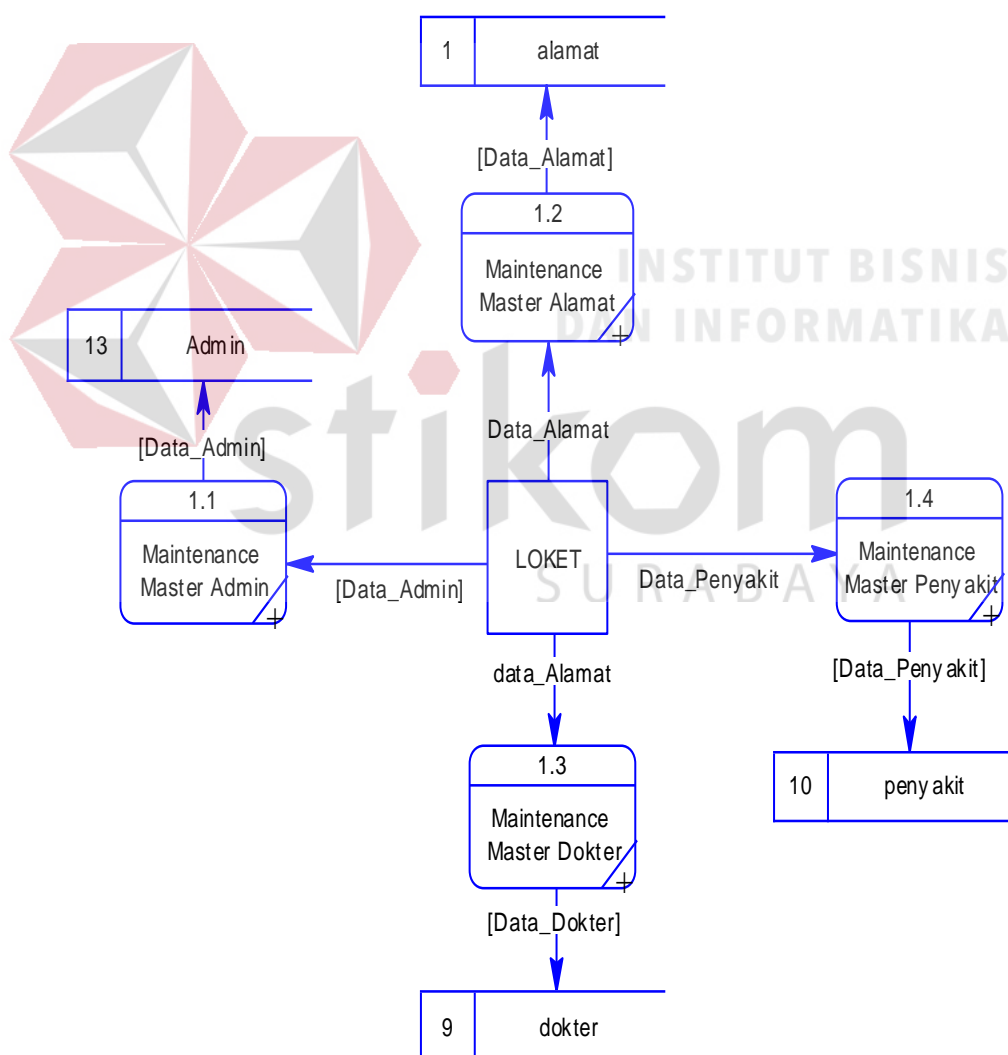 1
alamat
[Data_Alamat]
1.2
Maintenance
Master Alamat
INSTITUT BISNIS
DAN INFORMATIKA
13
Admin
stikom
SURABAYA
[Data_Admin]
Data_Alamat
1.1
Maintenance
Master Admin
[Data_Admin]
LOKET
Data_Penyakit
1.4
Maintenance
Master Penyakit
data_Alamat
[Data_Penyakit]
1.3
Maintenance
Master Dokter
10
penyakit
[Data_Dokter]
9
dokter